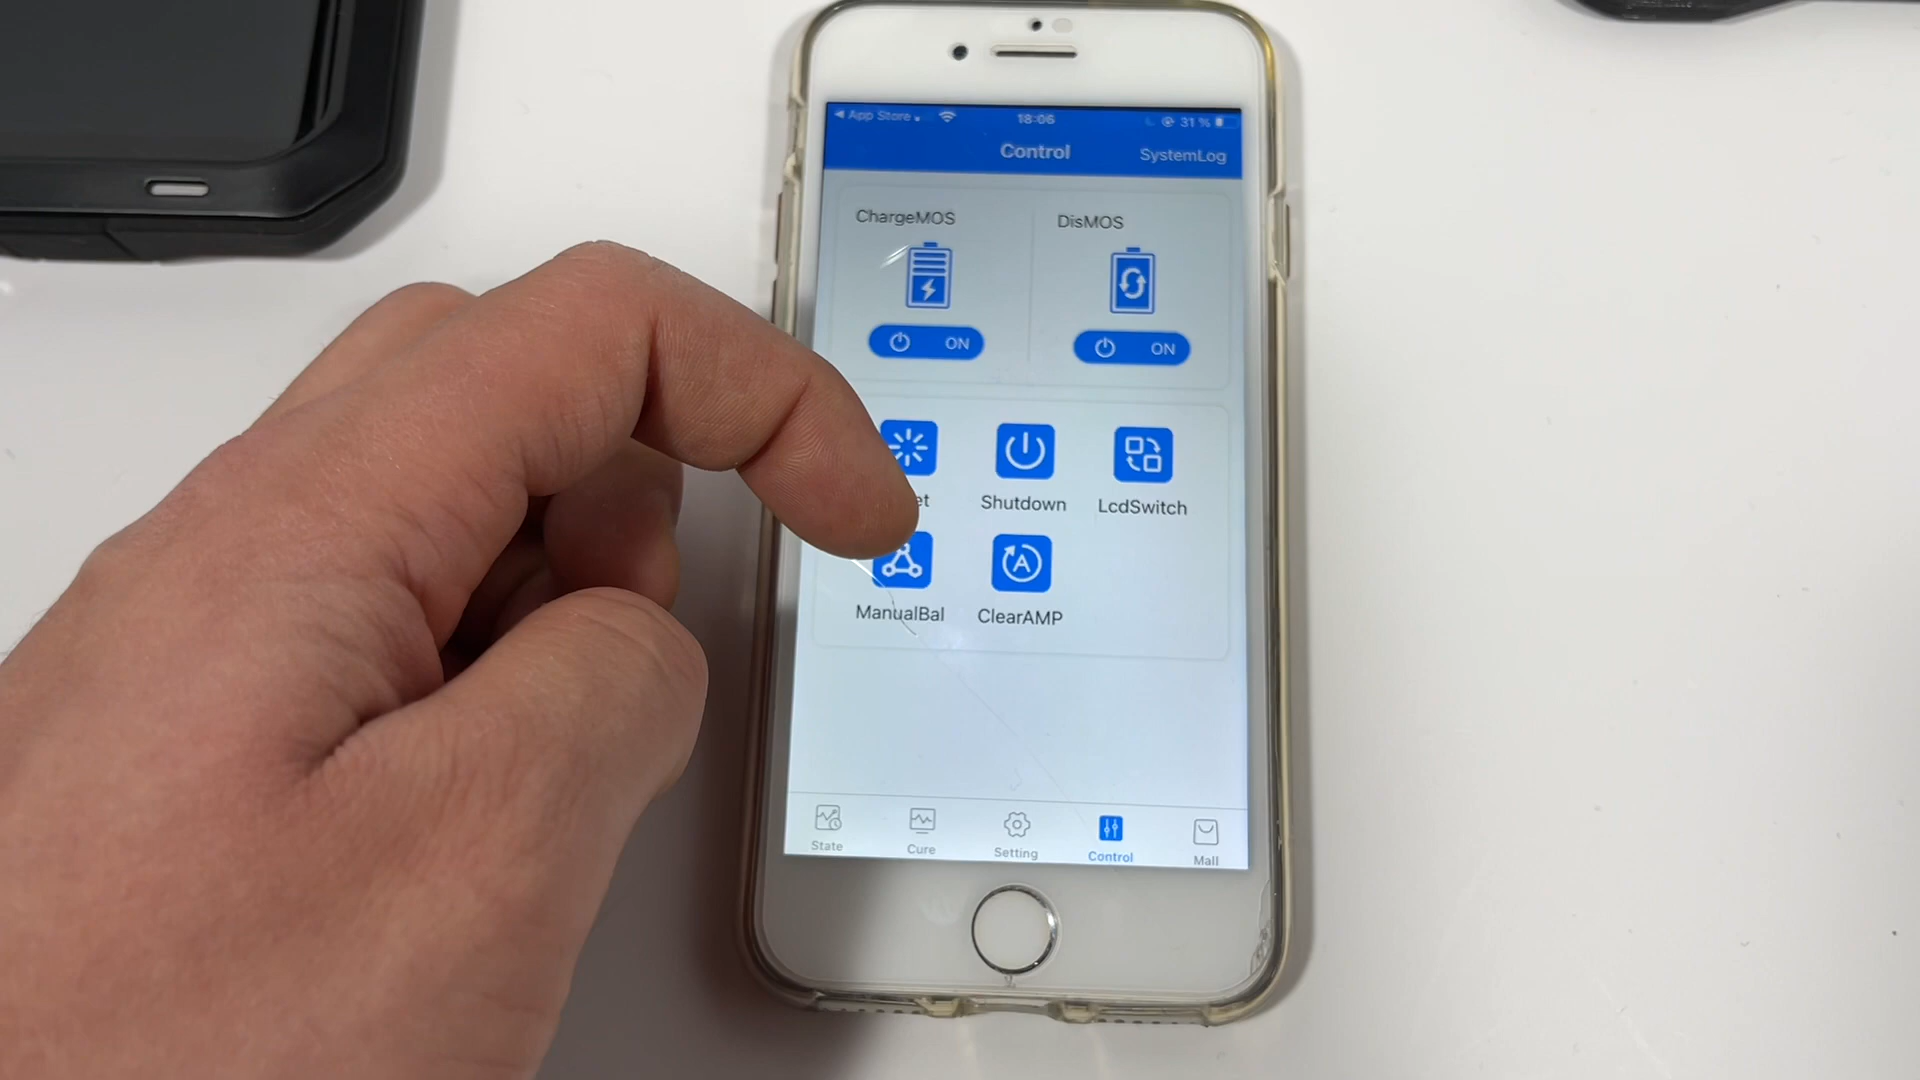 App Store 18:06 31 %
Control SystemLog
ChargeMOS DisMOS
ON ON
Shutdown LcdSwitch
ManualBal ClearAMP
State Cure Setting Control Mall